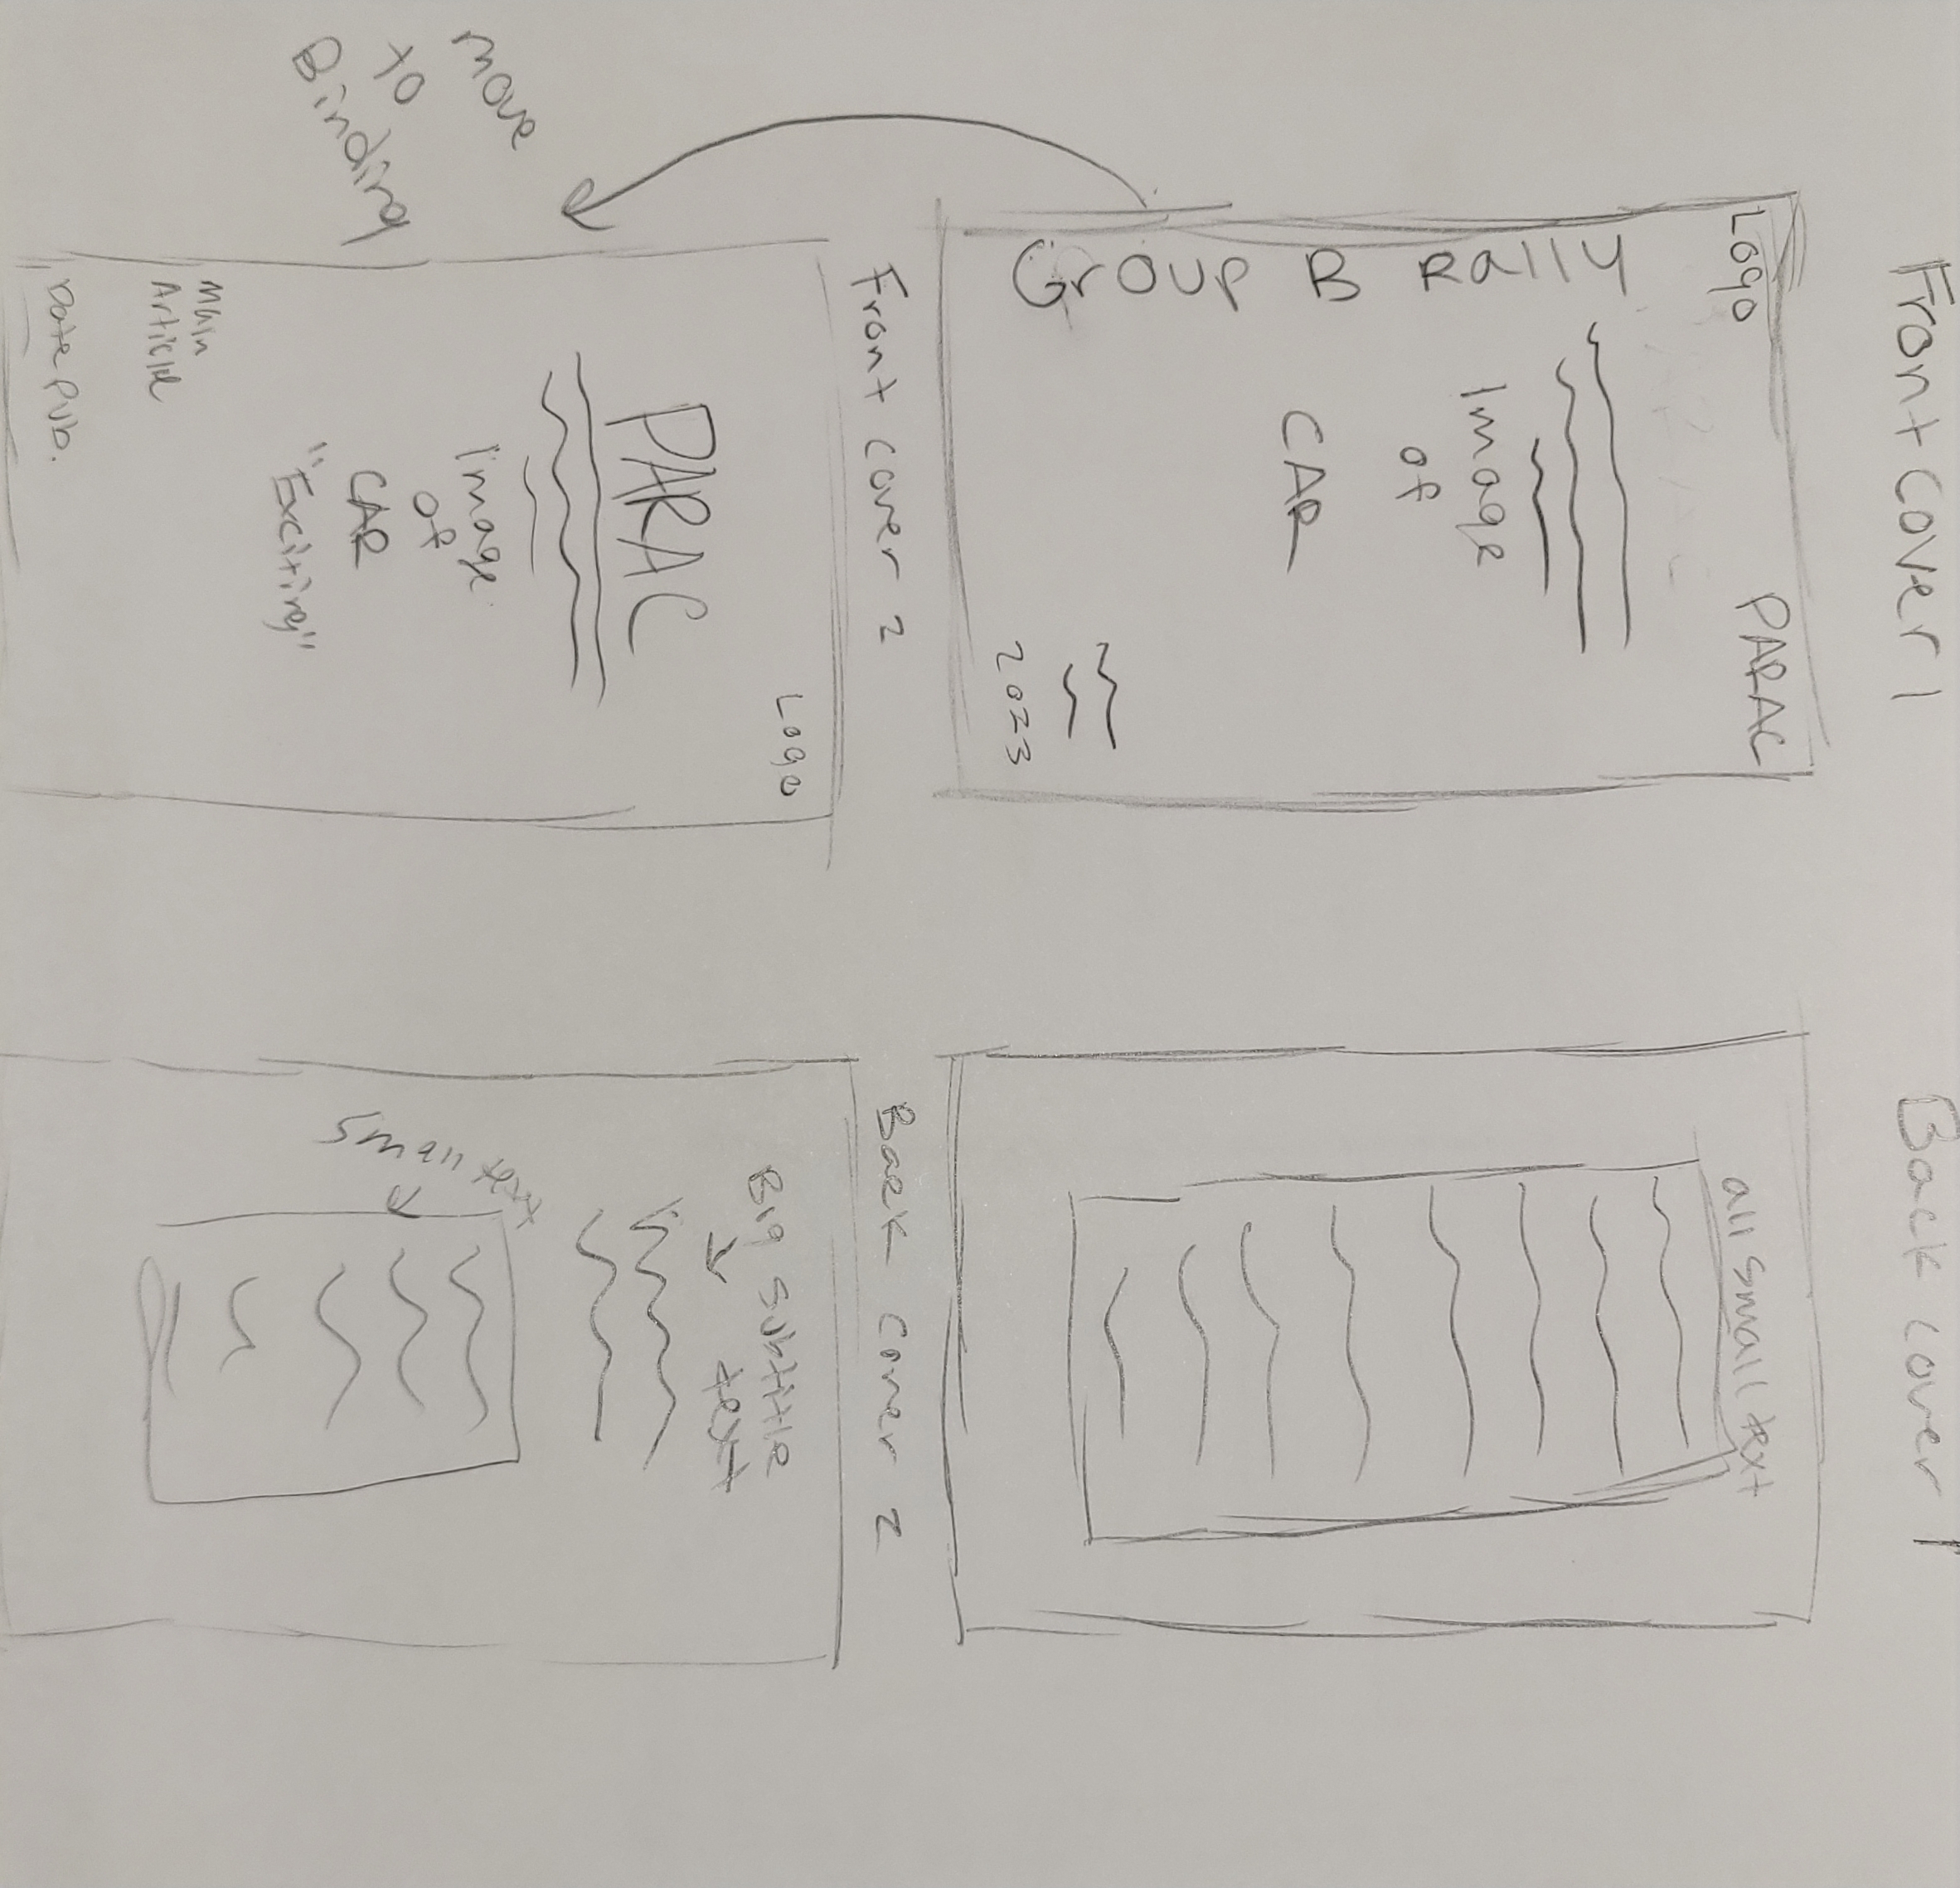 Front Cover 1
Logo
PARAC
Group B Rally
Image
of
CAR
2023
Back Cover 1
all small text
Front Cover 2
Logo
PARAC
Image
of
CAR
"Exciting"
Main
Article
Date Pub.
move
to
Binding
Back Cover 2
Big Subtitle
text
Small text